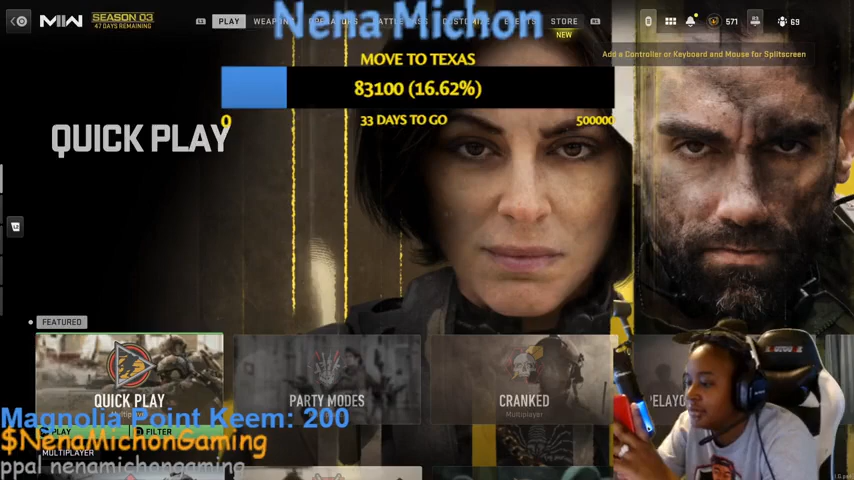 MWII
SEASON 03
47 DAYS REMAINING
PLAY
STORE
NEW
571
69
Nena Michon
Add a Controller or Keyboard and Mouse for Splitscreen
MOVE TO TEXAS
83100 (16.62%)
0
33 DAYS TO GO
500000
QUICK PLAY
FEATURED
QUICK PLAY
PARTY MODES
CRANKED
Multiplayer
Magnolia Point Keem: 200
PLAY
FILTER
$NenaMichonGaming
MULTIPLAYER
ppal nenamichongaming